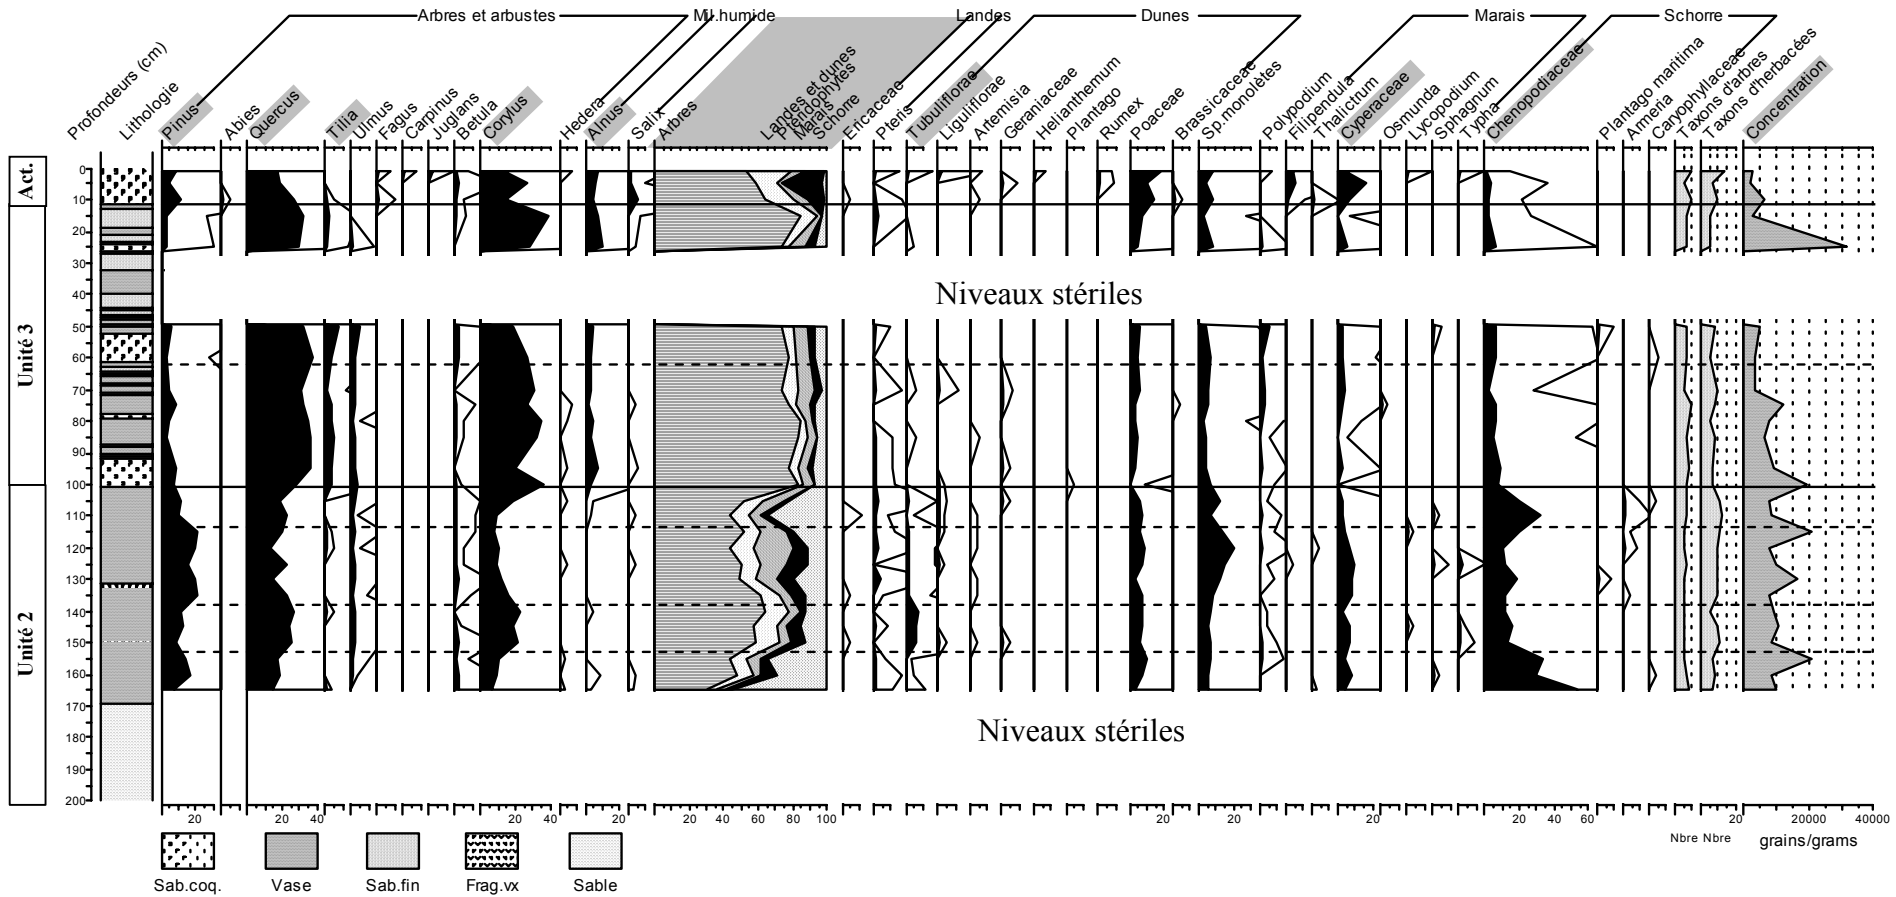 Arbres et arbustes
Mil.humide
Landes
Dunes
Marais
Schorre
Profondeurs (cm)
Lithologie
Pinus
Abies
Quercus
Tilia
Ulmus
Fagus
Carpinus
Juglans
Betula
Corylus
Hedera
Alnus
Salix
Arbres
Landes et dunes
Ptéridophytes
Marais
Schorre
Ericaceae
Pteris
Tubuliflorae
Liguliflorae
Artemisia
Geraniaceae
Helianthemum
Plantago
Rumex
Poaceae
Brassicaceae
Sp.monolètes
Polypodium
Filipendula
Thalictrum
Cyperaceae
Osmunda
Lycopodium
Sphagnum
Typha
Chenopodiaceae
Plantago maritima
Armeria
Caryophyllaceae
Taxons d'arbres
Taxons d'herbacées
Concentration
Act.
Unité 3
Unité 2
0
10
20
30
40
50
60
70
80
90
100
110
120
130
140
150
160
170
180
190
200
Niveaux stériles
Niveaux stériles
20 20 40 20 40 20 40 60 80 100 20 20 20 20 40 60 20 20000 40000
Nbre Nbre grains/grams
Sab.coq. Vase Sab.fin Frag.vx Sable